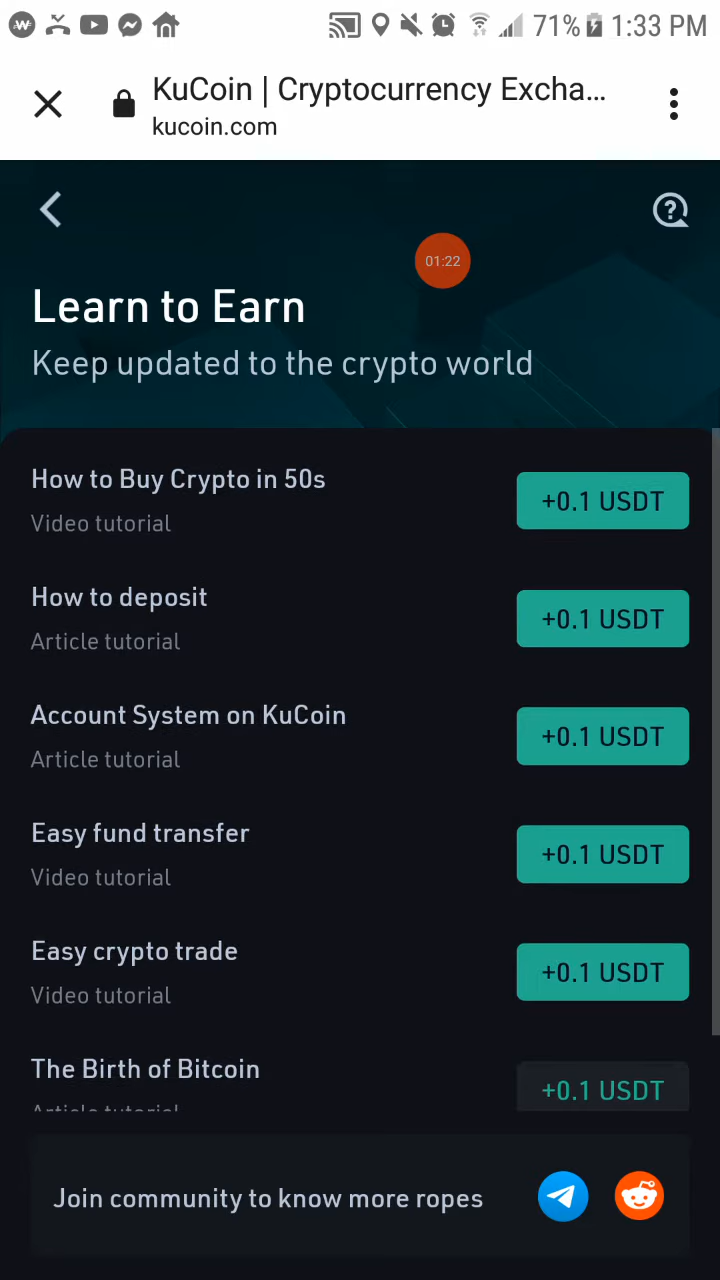 71% 1:33 PM
KuCoin | Cryptocurrency Excha...
kucoin.com
01:22
Learn to Earn
Keep updated to the crypto world
How to Buy Crypto in 50s
+0.1 USDT
Video tutorial
How to deposit
+0.1 USDT
Article tutorial
Account System on KuCoin
+0.1 USDT
Article tutorial
Easy fund transfer
+0.1 USDT
Video tutorial
Easy crypto trade
+0.1 USDT
Video tutorial
The Birth of Bitcoin
+0.1 USDT
Article tutorial
Join community to know more ropes